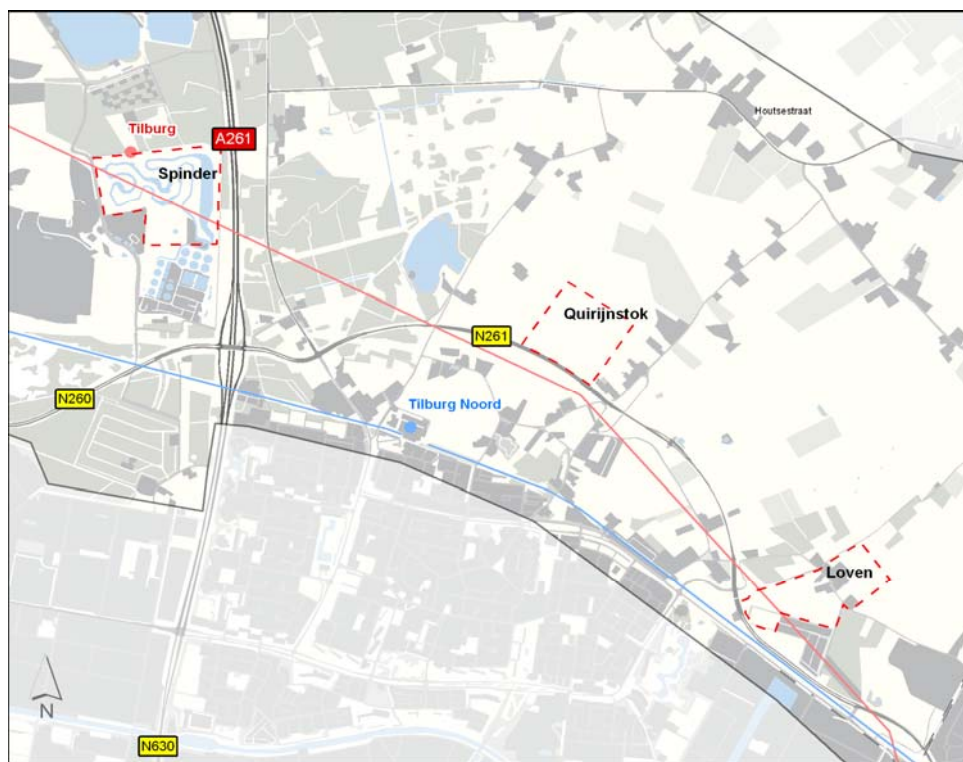 Houtsestraat
Tilburg
A261
Spinder
Quirijnstok
N261
N260
Tilburg Noord
Loven
N
N630